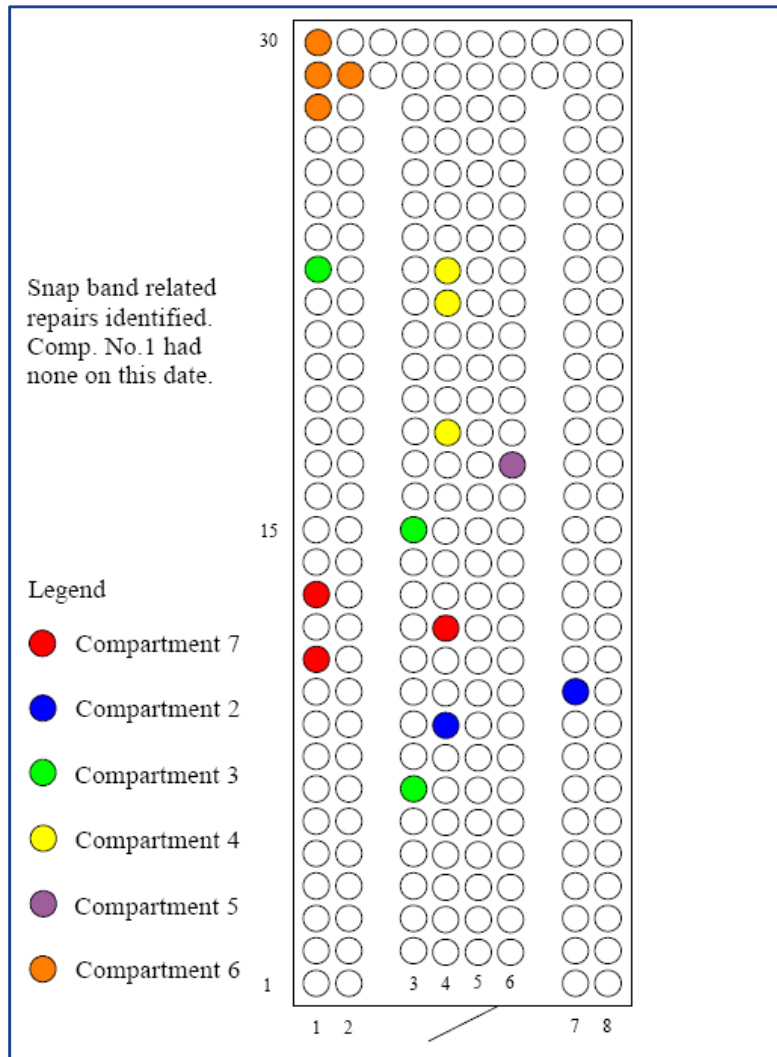 30
Snap band related
repairs identified.
Comp. No.1 had
none on this date.
15
Legend
Compartment 7
Compartment 2
Compartment 3
Compartment 4
Compartment 5
Compartment 6
1
3 4 5 6
1 2 7 8